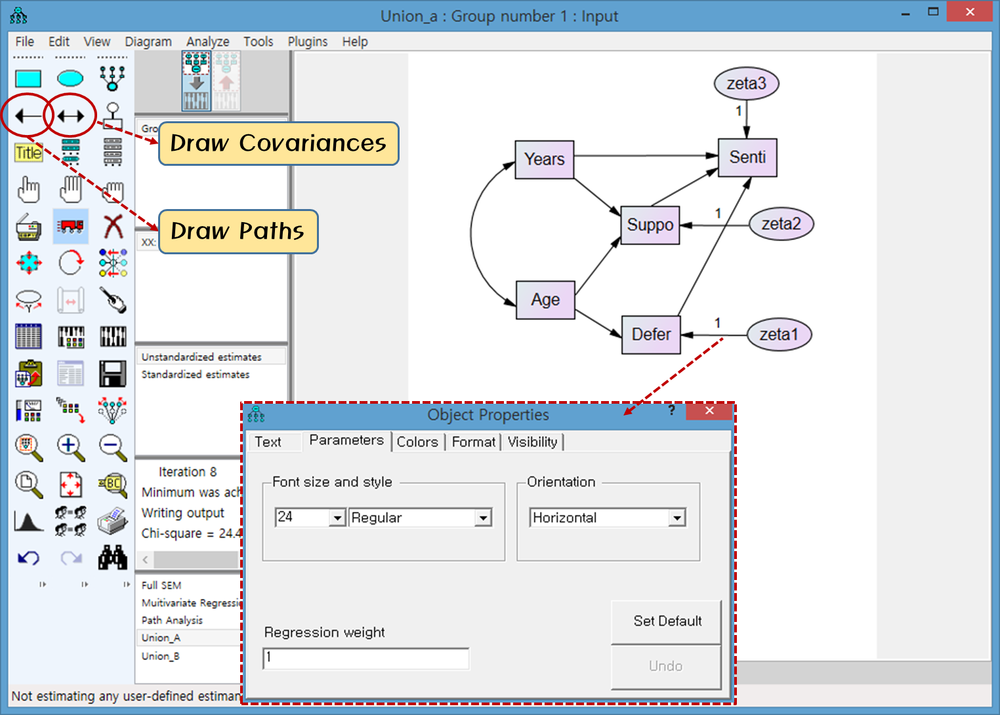 Union_a : Group number 1 : Input
File Edit View Diagram Analyze Tools Plugins Help
Title
Gro
XX:
Draw Covariances
Draw Paths
Unstandardized estimates
Standardized estimates
Iteration 8
Minimum was ach
Writing output
Chi-square = 24.4
Full SEM
Mutivariate Regressio
Path Analysis
Union_A
Union_B
Not estimating any user-defined estiman
zeta3
1
Years
Senti
Suppo
1
zeta2
Age
Defer
1
zeta1
Object Properties ?
Text Parameters Colors Format Visibility
Font size and style
24 Regular
Orientation
Horizontal
Regression weight
1
Set Default
Undo